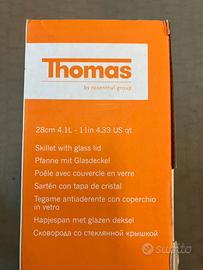 Thomas
by rosenthal group
28cm 4.1L - 11in 4.33 US qt
Skillet with glass lid
Pfanne mit Glasdeckel
Poêle avec couvercle en verre
Sartén con tapa de cristal
Tegame antiaderente con coperchio
in vetro
Hapjespan met glazen deksel
Сковорода со стеклянной крышкой
subito